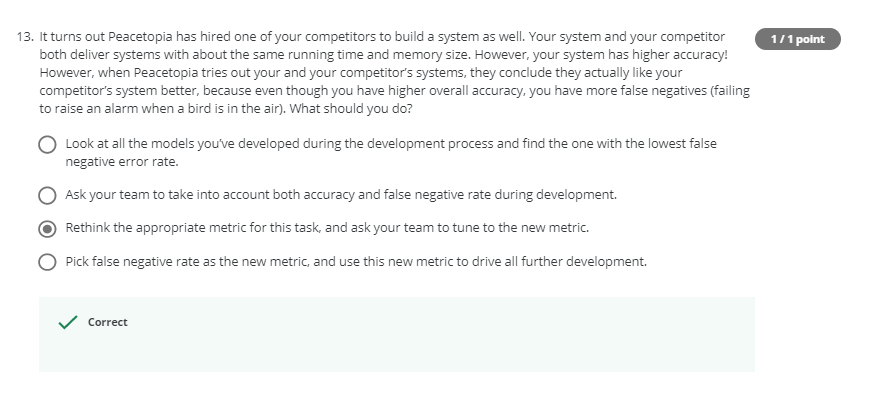 13. It turns out Peacetopia has hired one of your competitors to build a system as well. Your system and your competitor
1 / 1 point
both deliver systems with about the same running time and memory size. However, your system has higher accuracy!
However, when Peacetopia tries out your and your competitor's systems, they conclude they actually like your
competitor's system better, because even though you have higher overall accuracy, you have more false negatives (failing
to raise an alarm when a bird is in the air). What should you do?
Look at all the models you've developed during the development process and find the one with the lowest false
negative error rate.
Ask your team to take into account both accuracy and false negative rate during development.
Rethink the appropriate metric for this task, and ask your team to tune to the new metric.
Pick false negative rate as the new metric, and use this new metric to drive all further development.
Correct